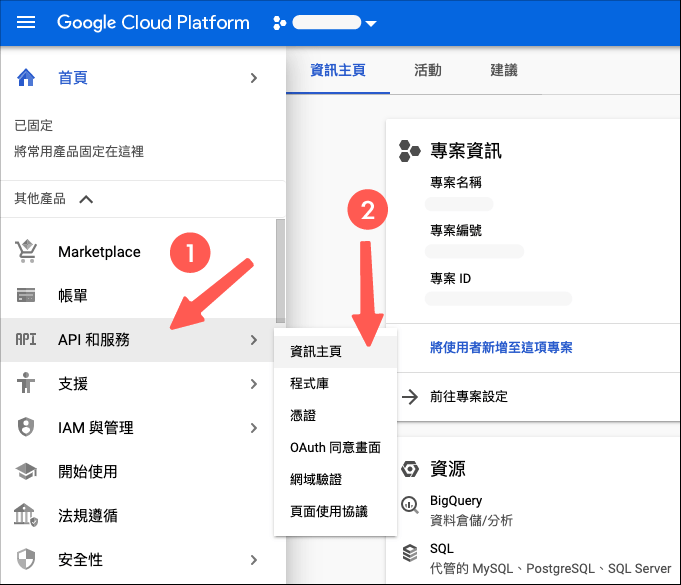 Google Cloud Platform
首頁
已固定
將常用產品固定在這裡
其他產品
Marketplace
帳單
API API 和服務
支援
IAM 與管理
開始使用
法規遵循
安全性
1
2
資訊主頁
程式庫
憑證
OAuth 同意畫面
網域驗證
頁面使用協議
資訊主頁 活動 建議
專案資訊
專案名稱
專案編號
專案 ID
將使用者新增至這項專案
前往專案設定
資源
BigQuery
資料倉儲/分析
SQL
代管的 MySQL、PostgreSQL、SQL Server